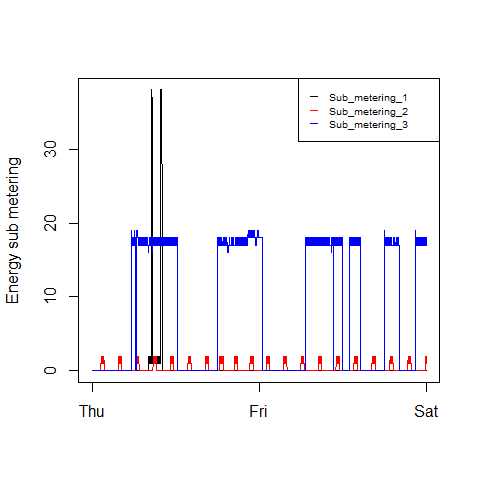 Energy sub metering
30
20
10
0
Sub_metering_1
Sub_metering_2
Sub_metering_3
Thu Fri Sat